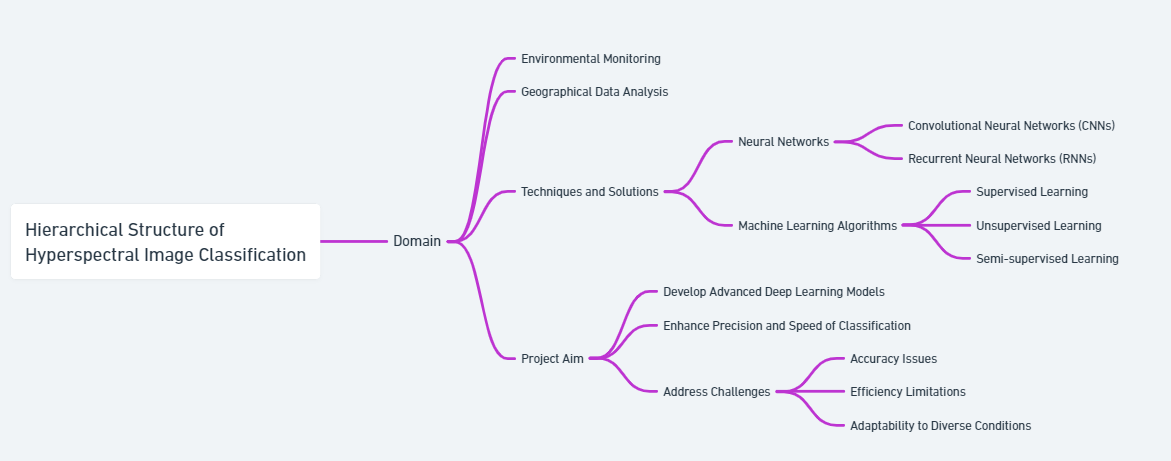 Hierarchical Structure of
Hyperspectral Image Classification
Domain
Environmental Monitoring
Geographical Data Analysis
Techniques and Solutions
Neural Networks
Convolutional Neural Networks (CNNs)
Recurrent Neural Networks (RNNs)
Machine Learning Algorithms
Supervised Learning
Unsupervised Learning
Semi-supervised Learning
Project Aim
Develop Advanced Deep Learning Models
Enhance Precision and Speed of Classification
Address Challenges
Accuracy Issues
Efficiency Limitations
Adaptability to Diverse Conditions